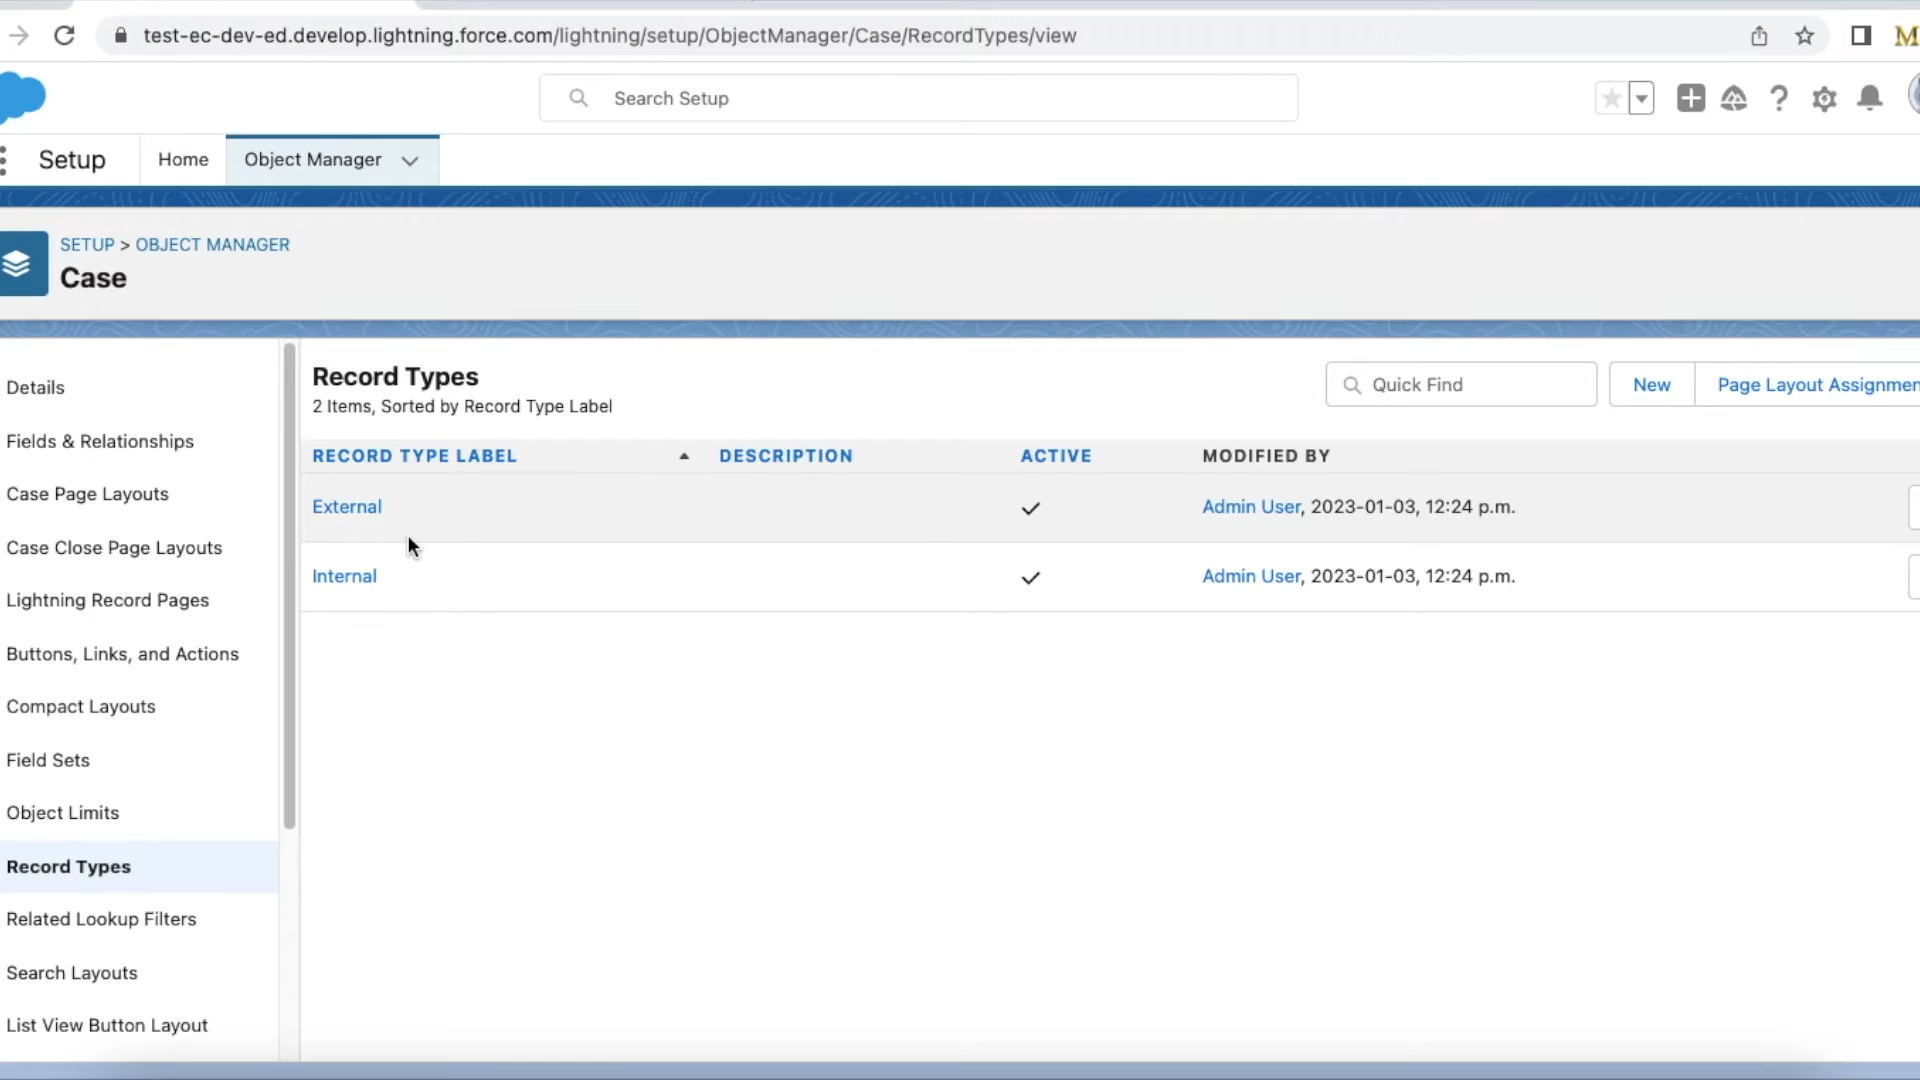 test-ec-dev-ed.develop.lightning.force.com/lightning/setup/ObjectManager/Case/RecordTypes/view
M
Search Setup
Setup
Home
Object Manager
SETUP > OBJECT MANAGER
Case
Details
Fields & Relationships
Case Page Layouts
Case Close Page Layouts
Lightning Record Pages
Buttons, Links, and Actions
Compact Layouts
Field Sets
Object Limits
Record Types
Related Lookup Filters
Search Layouts
List View Button Layout
Record Types
2 Items, Sorted by Record Type Label
Quick Find
New
Page Layout Assignmen
RECORD TYPE LABEL DESCRIPTION ACTIVE MODIFIED BY
External Admin User, 2023-01-03, 12:24 p.m.
Internal Admin User, 2023-01-03, 12:24 p.m.